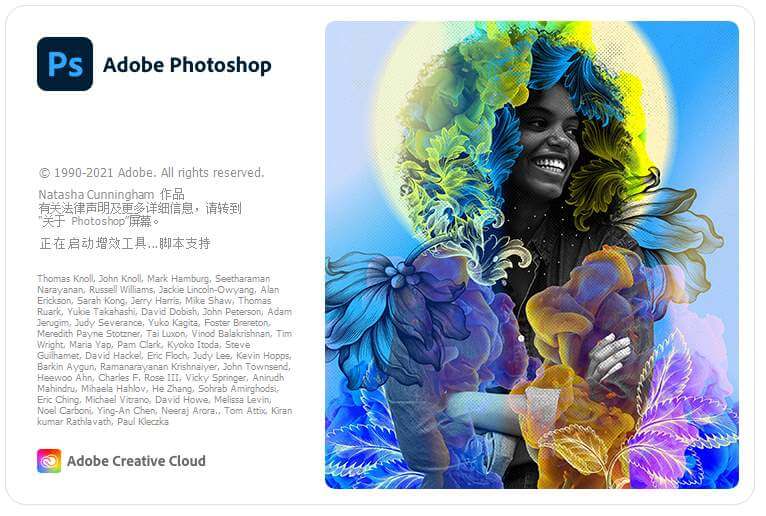 Ps Adobe Photoshop
© 1990-2021 Adobe. All rights reserved.
Natasha Cunningham 作品
有关法律声明及更多详细信息，请转到
"关于 Photoshop"屏幕。
正在启动增效工具...脚本支持
Thomas Knoll, John Knoll, Mark Hamburg, Seetharaman
Narayanan, Russell Williams, Jackie Lincoln-Owyang, Alan
Erickson, Sarah Kong, Jerry Harris, Mike Shaw, Thomas
Ruark, Yukie Takahashi, David Dobish, John Peterson, Adam
Jerugim, Judy Severance, Yuko Kagita, Foster Brereton,
Meredith Payne Stotzner, Tai Luxon, Vinod Balakrishnan, Tim
Wright, Maria Yap, Pam Clark, Kyoko Itoda, Steve
Guilhamet, David Hackel, Eric Floch, Judy Lee, Kevin Hopps,
Barkin Aygun, Ramanarayanan Krishnaiyer, John Townsend,
Heewoo Ahn, Charles F. Rose III, Vicky Springer, Anirudh
Mahindru, Mihaela Hahlov, He Zhang, Sohrab Amirghodsi,
Eric Ching, Michael Vitrano, David Howe, Melissa Levin,
Noel Carboni, Ying-An Chen, Neeraj Arora,, Tom Attix, Kiran
kumar Rathlavath, Paul Kleczka
Adobe Creative Cloud